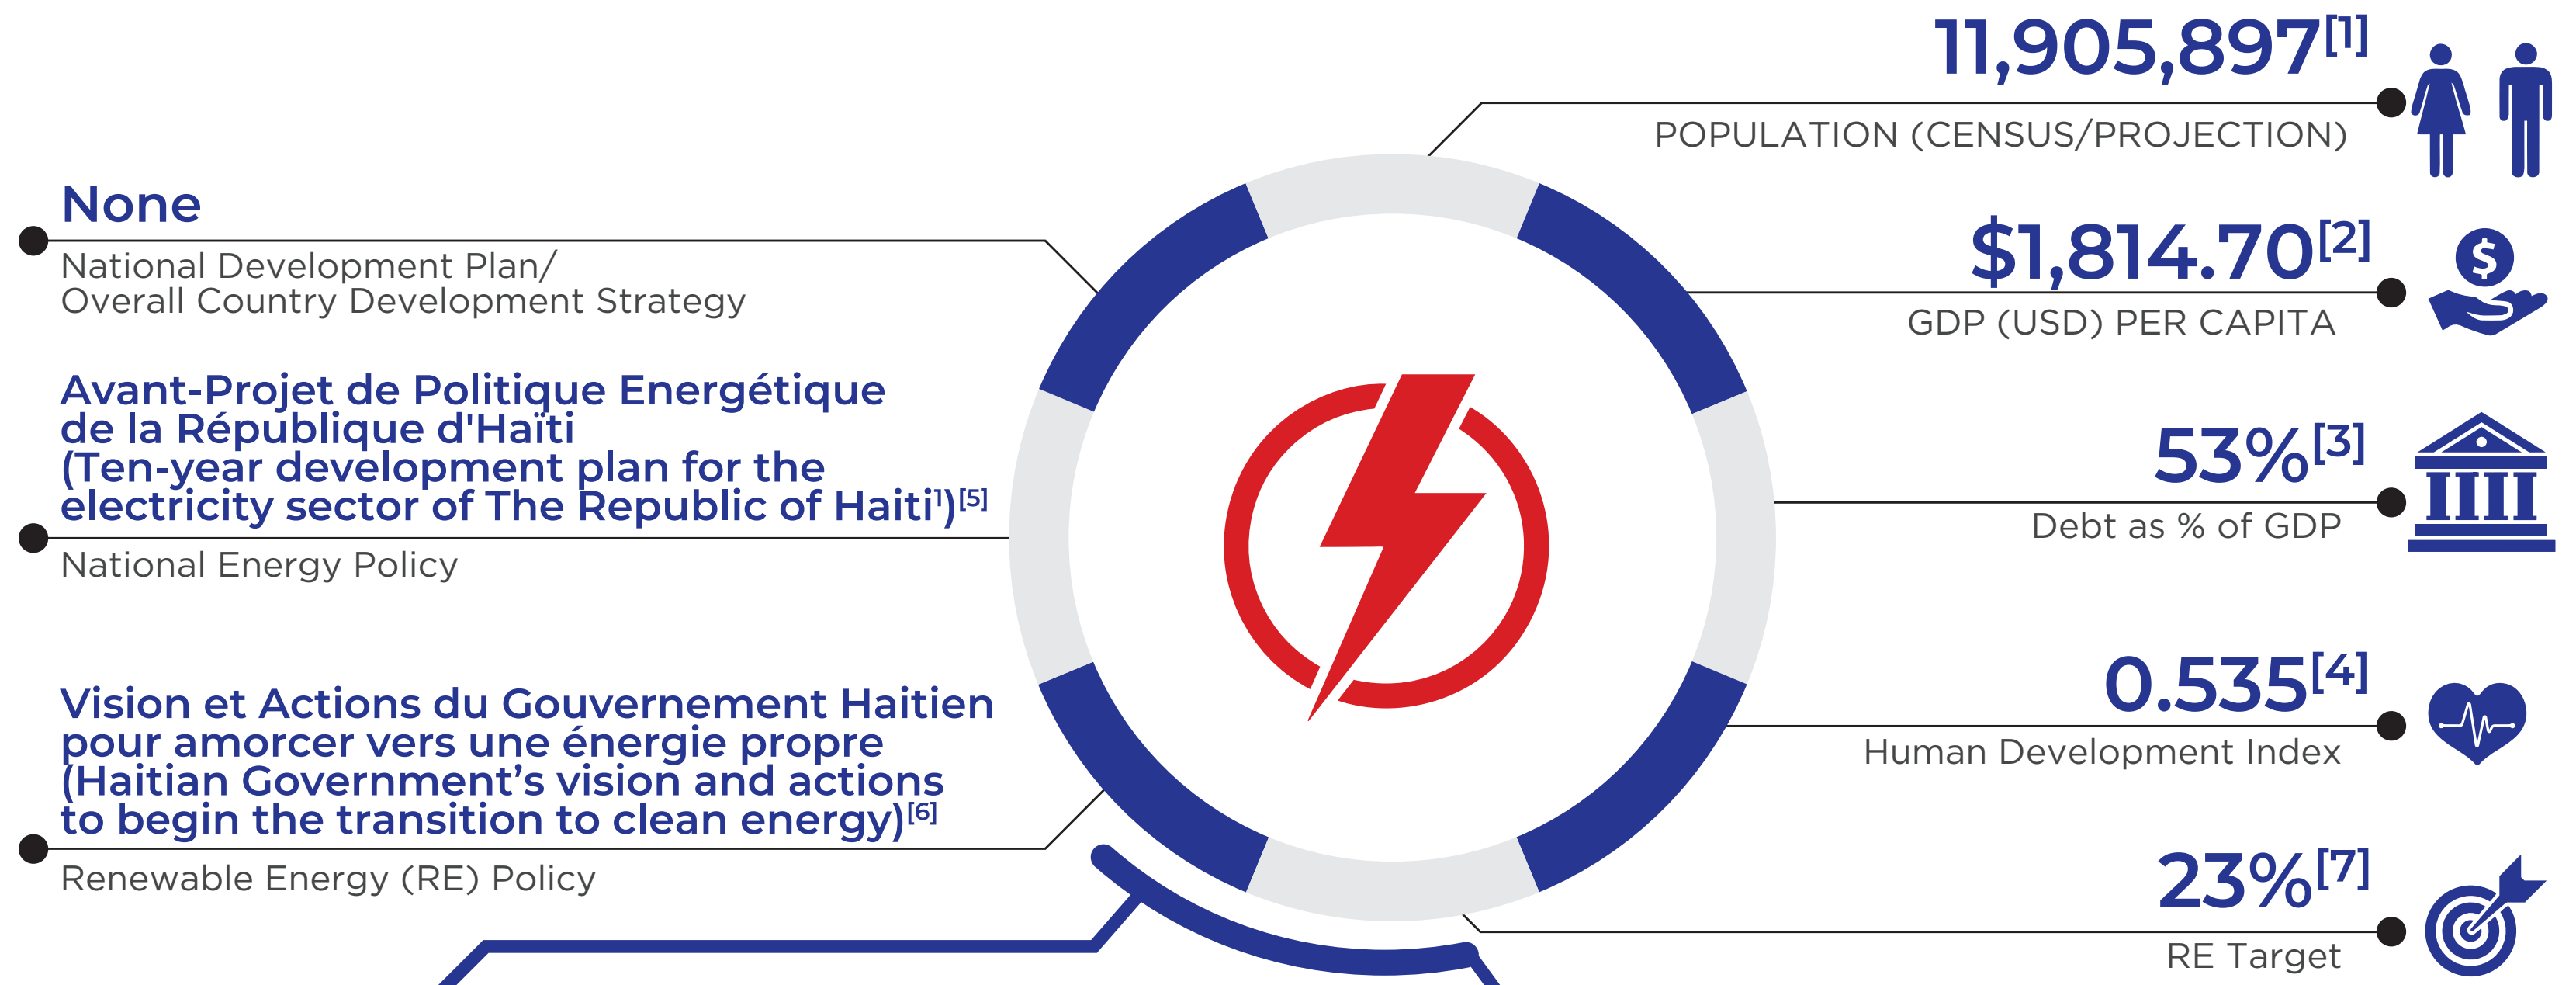 None
National Development Plan/
Overall Country Development Strategy
Avant-Projet de Politique Energétique
de la République d'Haïti
(Ten-year development plan for the
electricity sector of The Republic of Haiti¹)[5]
National Energy Policy
Vision et Actions du Gouvernement Haitien
pour amorcer vers une énergie propre
(Haitian Government’s vision and actions
to begin the transition to clean energy)[6]
Renewable Energy (RE) Policy
11,905,897[1]
POPULATION (CENSUS/PROJECTION)
$1,814.70[2]
$
GDP (USD) PER CAPITA
53%[3]
Debt as % of GDP
0.535[4]
Human Development Index
23%[7]
RE Target